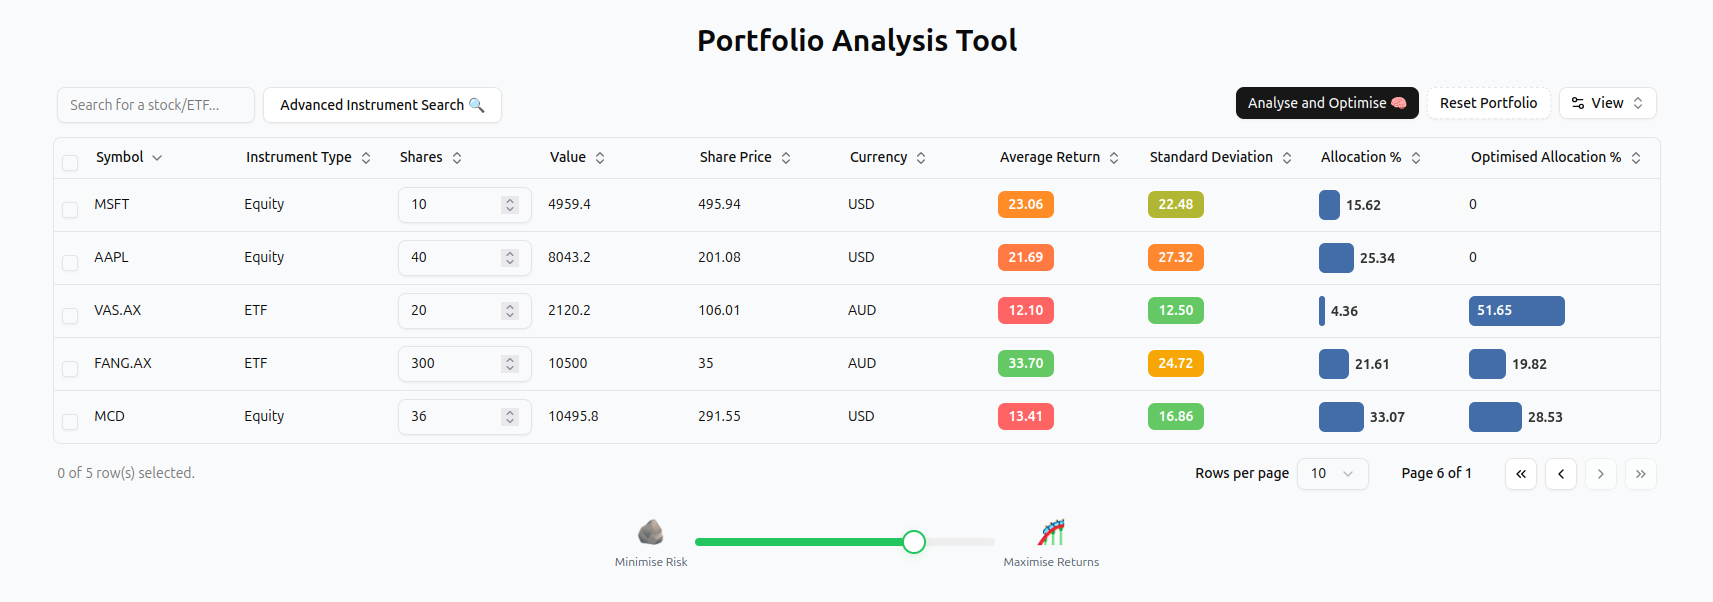 Portfolio Analysis Tool
Search for a stock/ETF... Advanced Instrument Search 🔍 Analyse and Optimise 🧠 Reset Portfolio View
Symbol Instrument Type Shares Value Share Price Currency Average Return Standard Deviation Allocation % Optimised Allocation %
MSFT Equity 10 4959.4 495.94 USD 23.06 22.48 15.62 0
AAPL Equity 40 8043.2 201.08 USD 21.69 27.32 25.34 0
VAS.AX ETF 20 2120.2 106.01 AUD 12.10 12.50 4.36 51.65
FANG.AX ETF 300 10500 35 AUD 33.70 24.72 21.61 19.82
MCD Equity 36 10495.8 291.55 USD 13.41 16.86 33.07 28.53
0 of 5 row(s) selected. Rows per page 10 Page 6 of 1
Minimise Risk Maximise Returns